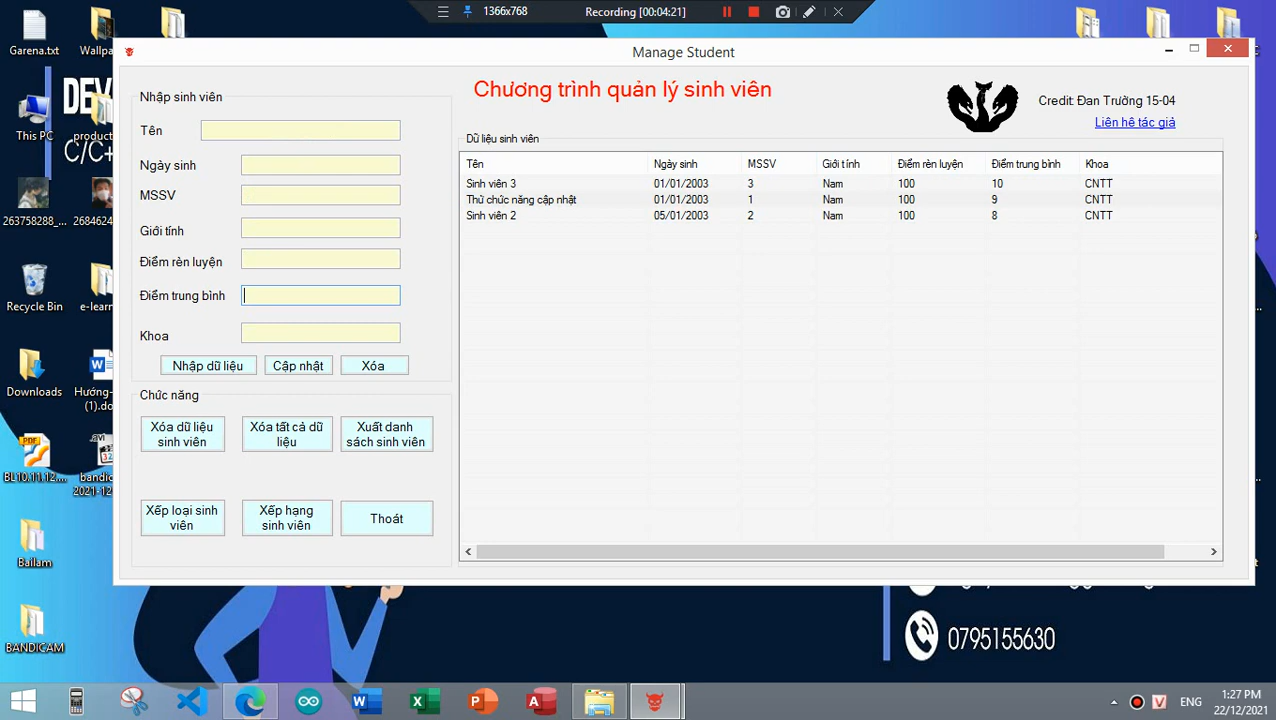 1366x768
Recording [00:04:21]
Garena.txt
Wallpa
DEV
C/C+
This PC
product
263758288_...
2684624
Recycle Bin
e-learn
Downloads
Hướng-
(1).do
BL10.11.12....
bandic
2021-12
Bailam
BANDICAM
Manage Student
Chương trình quản lý sinh viên
Credit: Đan Trường 15-04
Liên hê tác giả
Nhập sinh viên
Tên
Ngày sinh
MSSV
Giới tính
Điểm rèn luyện
Điểm trung bình
Khoa
Nhập dữ liệu Cập nhật Xóa
Chức năng
Xóa dữ liệu
sinh viên
Xóa tất cả dữ
liệu
Xuất danh
sách sinh viên
Xếp loại sinh
viên
Xếp hạng
sinh viên
Thoát
Dữ liệu sinh viên
Tên Ngày sinh MSSV Giới tính Điểm rèn luyện Điểm trung bình Khoa
Sinh viên 3 01/01/2003 3 Nam 100 10 CNTT
Thử chức năng cập nhật 01/01/2003 1 Nam 100 9 CNTT
Sinh viên 2 05/01/2003 2 Nam 100 8 CNTT
0795155630
ENG
1:27 PM
22/12/2021